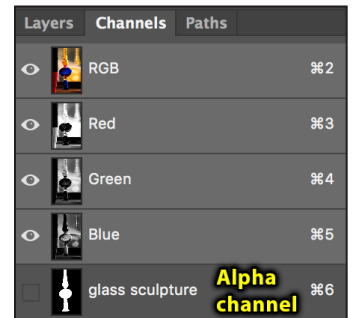 Layers Channels Paths
RGB ⌘2
Red ⌘3
Green ⌘4
Blue ⌘5
glass sculpture Alpha channel ⌘6